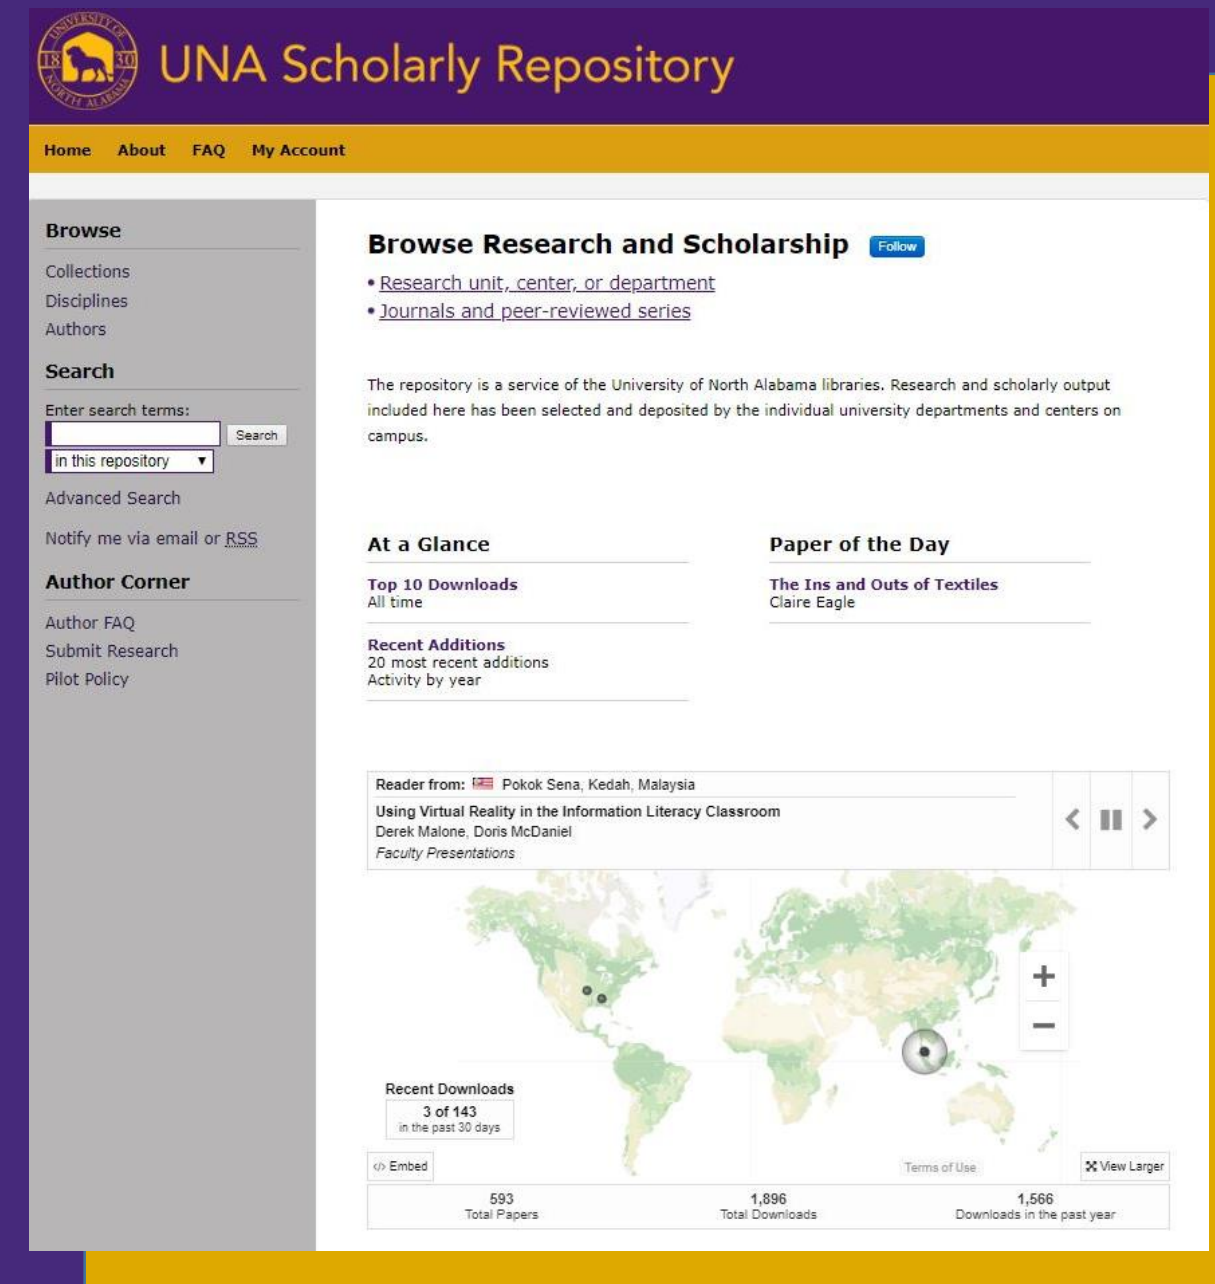 UNIVERSITY OF
18 30
NORTH ALABAMA
UNA Scholarly Repository
Home About FAQ My Account
Browse
Collections
Disciplines
Authors
Search
Enter search terms:
Search
in this repository
Advanced Search
Notify me via email or RSS
Author Corner
Author FAQ
Submit Research
Pilot Policy
Browse Research and Scholarship Follow
• Research unit, center, or department
• Journals and peer-reviewed series
The repository is a service of the University of North Alabama libraries. Research and scholarly output
included here has been selected and deposited by the individual university departments and centers on
campus.
At a Glance
Top 10 Downloads
All time
Recent Additions
20 most recent additions
Activity by year
Paper of the Day
The Ins and Outs of Textiles
Claire Eagle
Reader from: Pokok Sena, Kedah, Malaysia
Using Virtual Reality in the Information Literacy Classroom
Derek Malone, Doris McDaniel
Faculty Presentations
Recent Downloads
3 of 143
in the past 30 days
</> Embed
Terms of Use
View Larger
593
Total Papers
1,896
Total Downloads
1,566
Downloads in the past year